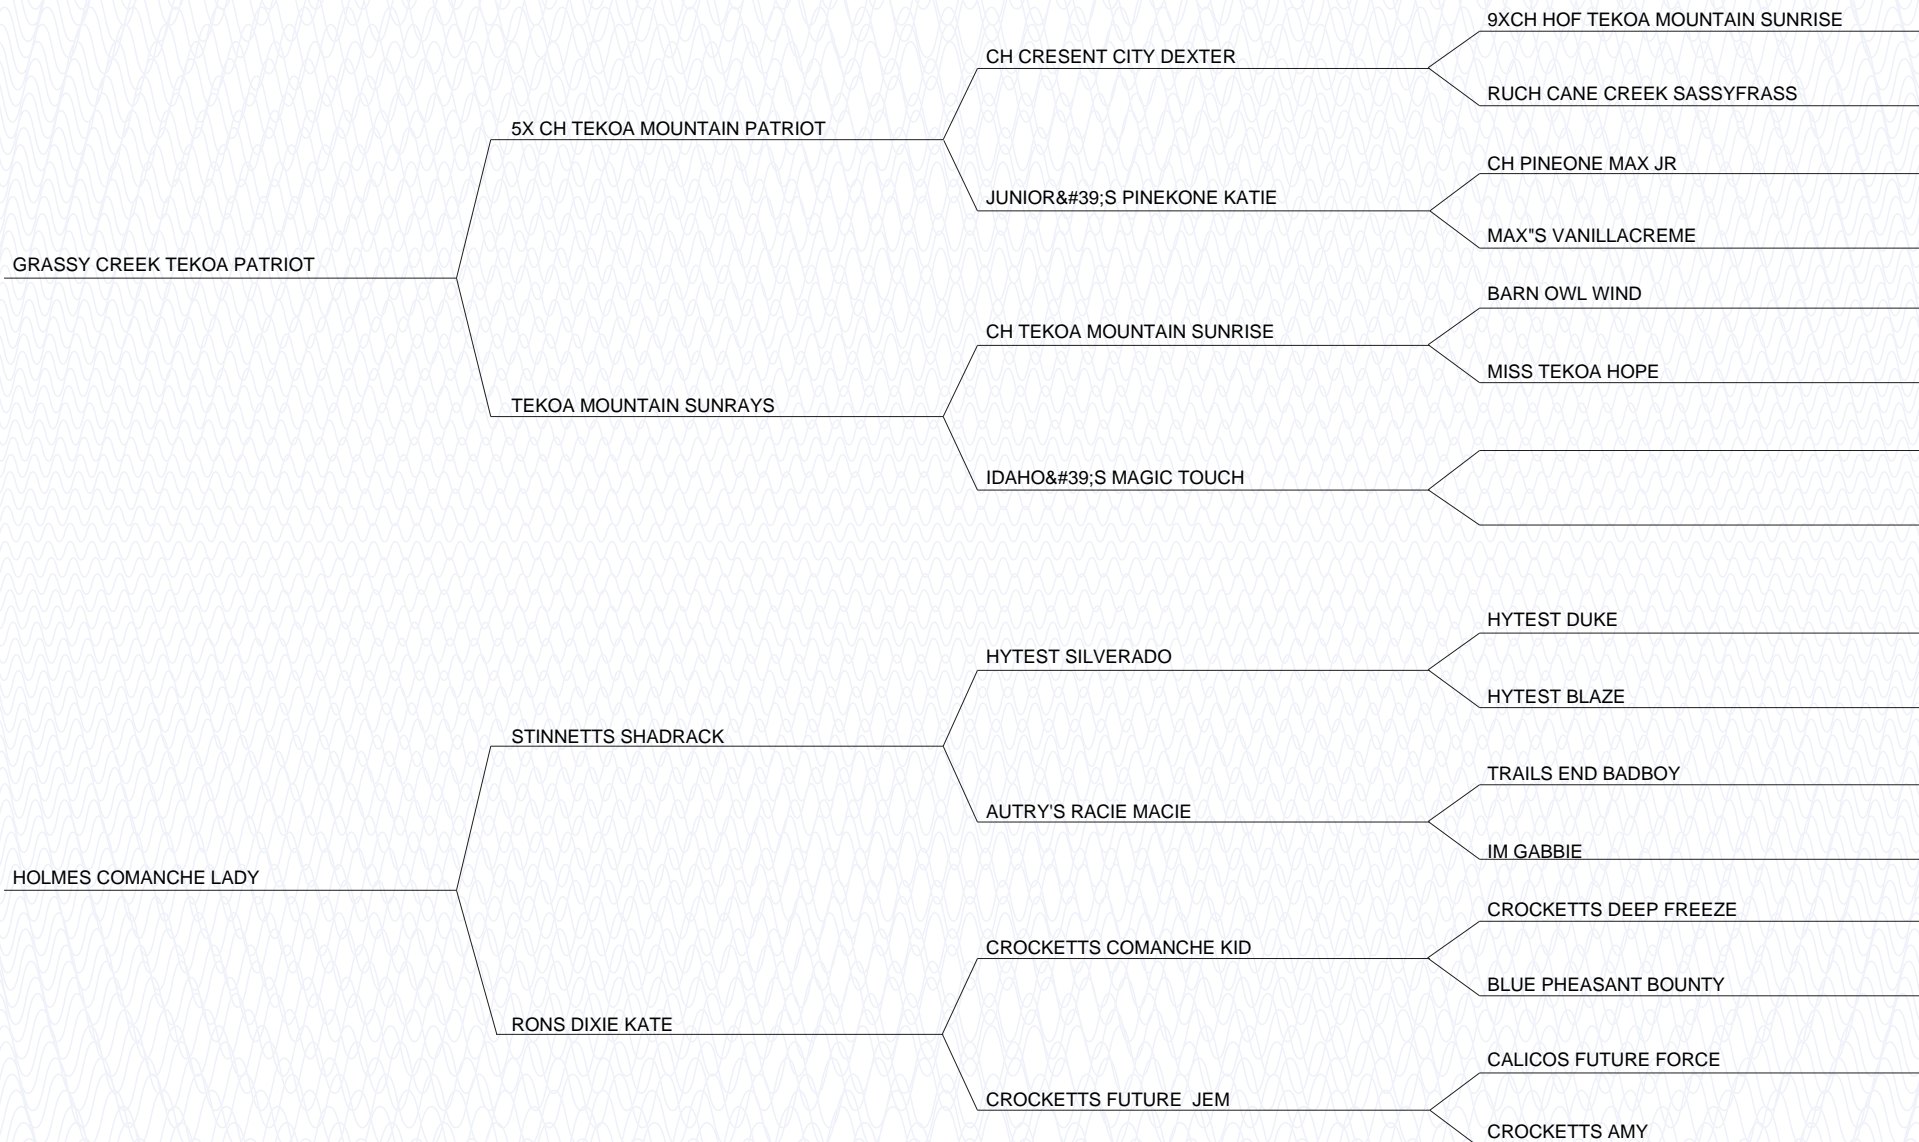 9XCH HOF TEKOA MOUNTAIN SUNRISE
CH CRESENT CITY DEXTER
RUCH CANE CREEK SASSYFRASS
5X CH TEKOA MOUNTAIN PATRIOT
CH PINEONE MAX JR
JUNIOR&#39;S PINEKONE KATIE
MAX"S VANILLACREME
GRASSY CREEK TEKOA PATRIOT
BARN OWL WIND
CH TEKOA MOUNTAIN SUNRISE
MISS TEKOA HOPE
TEKOA MOUNTAIN SUNRAYS
IDAHO&#39;S MAGIC TOUCH
HYTEST DUKE
HYTEST SILVERADO
HYTEST BLAZE
STINNETTS SHADRACK
TRAILS END BADBOY
AUTRY'S RACIE MACIE
IM GABBIE
HOLMES COMANCHE LADY
CROCKETTS DEEP FREEZE
CROCKETTS COMANCHE KID
BLUE PHEASANT BOUNTY
RONS DIXIE KATE
CALICOS FUTURE FORCE
CROCKETTS FUTURE  JEM
CROCKETTS AMY